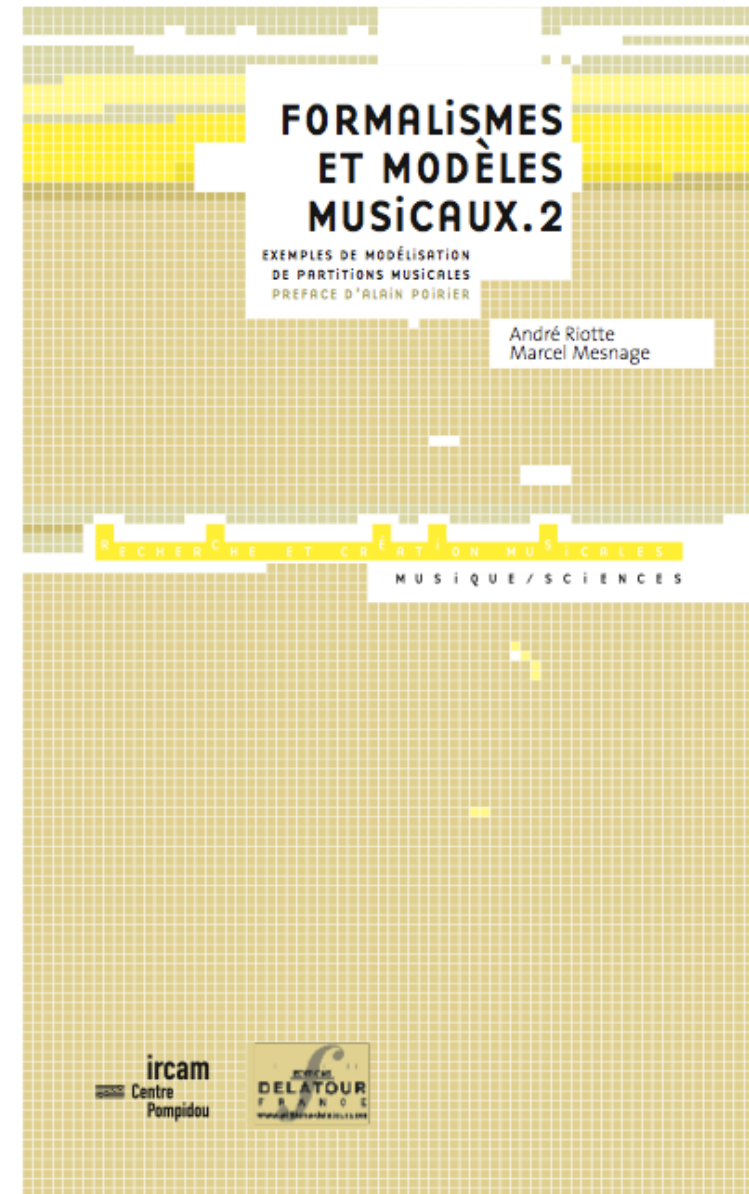 FORMALiSMES
ET MODÈLES
MUSiCAUX.2
EXEMPLES DE MODÉLiSATiON
DE PARTiTiONS MUSiCALES
PREFACE D'ALAiN POiRiER
André Riotte
Marcel Mesnage
RECHERCHE ET CRÉATiON MUSiCALES
MUSiQUE/SCiENCES
ircam
Centre
Pompidou
DELATOUR
FRANCE